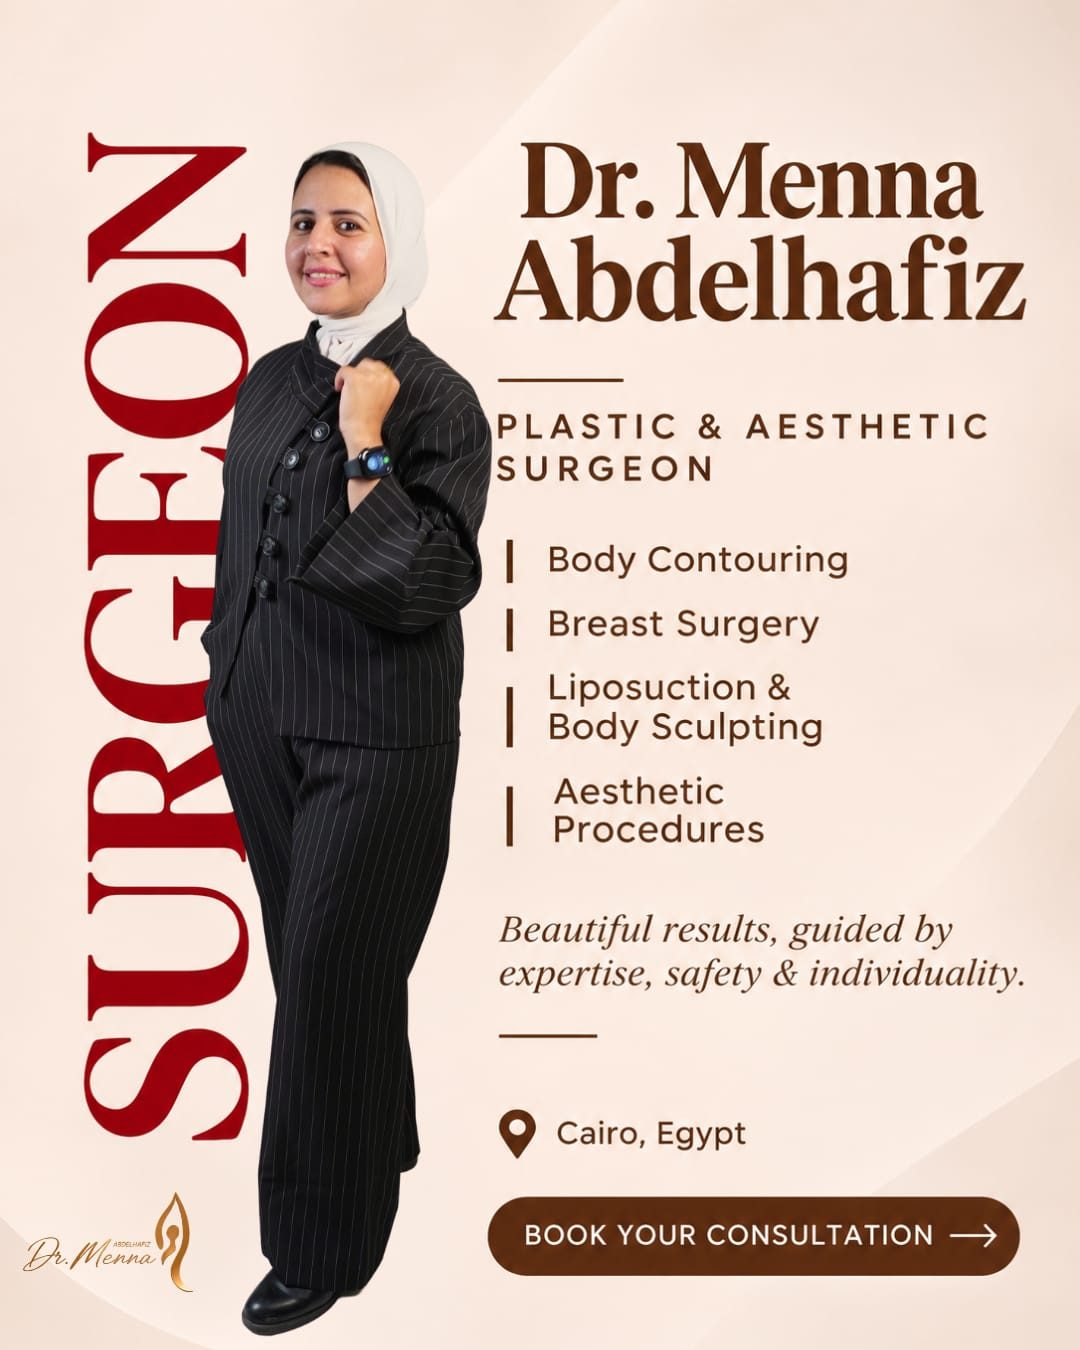 SURGEON
Dr. Menna
Abdelhafiz
PLASTIC & AESTHETIC
SURGEON
Body Contouring
Breast Surgery
Liposuction &
Body Sculpting
Aesthetic
Procedures
Beautiful results, guided by
expertise, safety & individuality.
Cairo, Egypt
BOOK YOUR CONSULTATION
ABDELHAFIZ
Dr. Menna